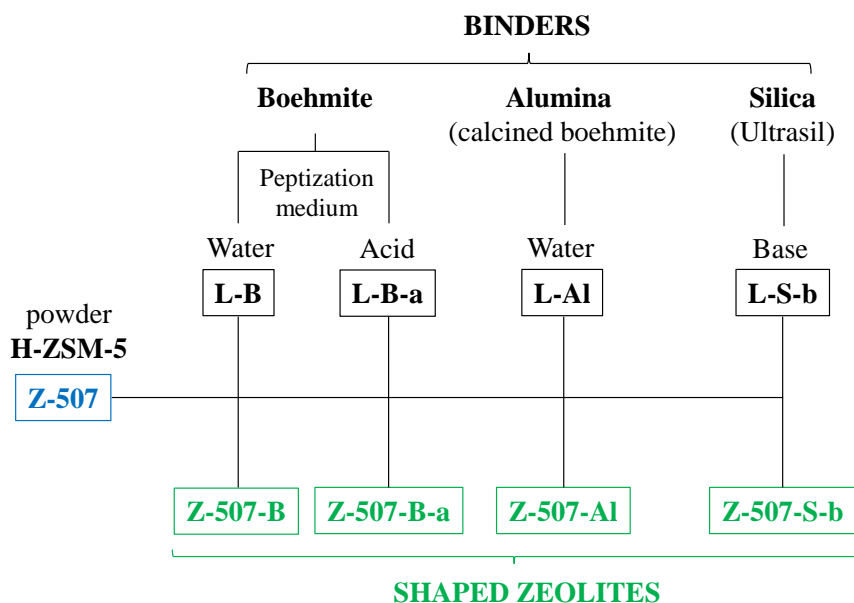 BINDERS
Boehmite
Alumina
(calcined boehmite)
Silica
(Ultrasil)
Peptization
medium
Water
Acid
Water
Base
L-B
L-B-a
L-Al
L-S-b
powder
H-ZSM-5
Z-507
Z-507-B
Z-507-B-a
Z-507-Al
Z-507-S-b
SHAPED ZEOLITES